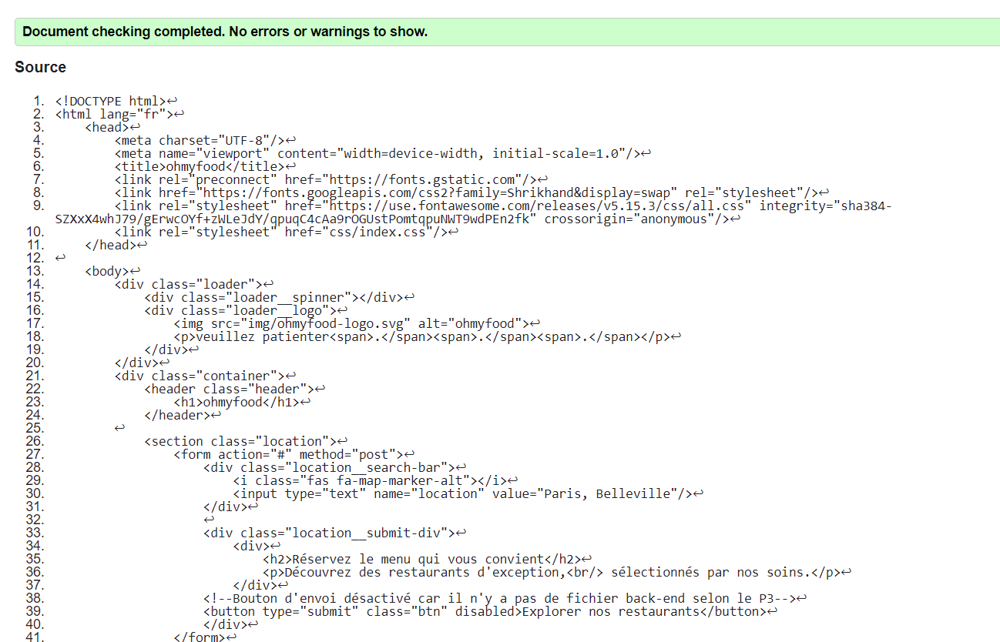 Document checking completed. No errors or warnings to show.
Source
1. <!DOCTYPE html>↩
2. <html lang="fr">↩
3.     <head>↩
4.         <meta charset="UTF-8"/>↩
5.         <meta name="viewport" content="width=device-width, initial-scale=1.0"/>↩
6.         <title>ohmyfood</title>↩
7.         <link rel="preconnect" href="https://fonts.gstatic.com"/>↩
8.         <link href="https://fonts.googleapis.com/css2?family=Shrikhand&display=swap" rel="stylesheet"/>↩
9.         <link rel="stylesheet" href="https://use.fontawesome.com/releases/v5.15.3/css/all.css" integrity="sha384-
SZXxX4whJ79/gErwcOYf+zWLeJdY/qpuqC4cAa9rOGUstPomtqpuNWT9wdPEn2fk" crossorigin="anonymous"/>↩
10.         <link rel="stylesheet" href="css/index.css"/>↩
11.     </head>↩
12. ↩
13.     <body>↩
14.         <div class="loader">↩
15.             <div class="loader__spinner"></div>↩
16.             <div class="loader__logo">↩
17.                 <img src="img/ohmyfood-logo.svg" alt="ohmyfood">↩
18.                 <p>veuillez patienter<span>.</span><span>.</span><span>.</span></p>↩
19.             </div>↩
20.         </div>↩
21.         <div class="container">↩
22.             <header class="header">↩
23.                 <h1>ohmyfood</h1>↩
24.             </header>↩
25.         ↩
26.             <section class="location">↩
27.                 <form action="#" method="post">↩
28.                     <div class="location__search-bar">↩
29.                         <i class="fas fa-map-marker-alt"></i>↩
30.                         <input type="text" name="location" value="Paris, Belleville"/>↩
31.                     </div>↩
32.                     ↩
33.                     <div class="location__submit-div">↩
34.                         <div>↩
35.                             <h2>Réservez le menu qui vous convient</h2>↩
36.                             <p>Découvrez des restaurants d'exception,<br/> sélectionnés par nos soins.</p>↩
37.                         </div>↩
38.                     <!--Bouton d'envoi désactivé car il n'y a pas de fichier back-end selon le P3-->↩
39.                     <button type="submit" class="btn" disabled>Explorer nos restaurants</button>↩
40.                     </div>↩
41.                 </form>↩